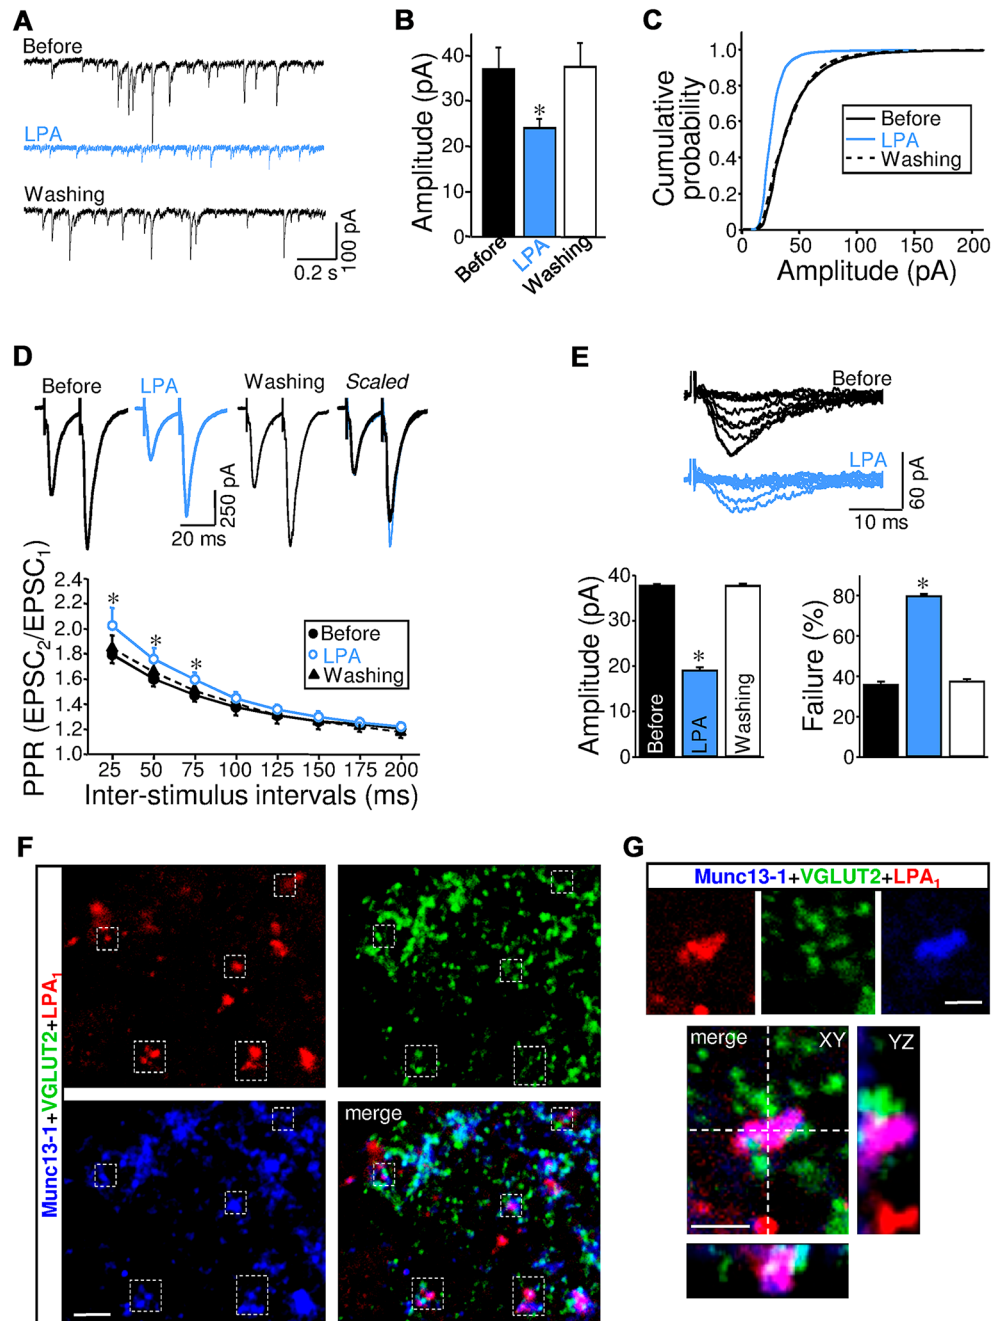 A
Before
LPA
Washing
0.2 s
100 pA
B
Amplitude (pA)
40
30
20
10
0
*
Before
LPA
Washing
C
Cumulative
probability
1.0
0.8
0.6
0.4
0.2
0
Before
LPA
Washing
0 50 100 150 200
Amplitude (pA)
D
Before
LPA
Washing
Scaled
250 pA
20 ms
PPR (EPSC2/EPSC1)
2.4
2.2
2.0
1.8
1.6
1.4
1.2
1.0
* * *
Before
LPA
Washing
25 50 75 100 125 150 175 200
Inter-stimulus intervals (ms)
E
Before
LPA
60 pA
10 ms
Amplitude (pA)
40
20
0
*
Before
LPA
Washing
Failure (%)
80
60
40
20
0
*
F
Munc13-1+VGLUT2+LPA1
merge
G
Munc13-1+VGLUT2+LPA1
merge
XY
YZ